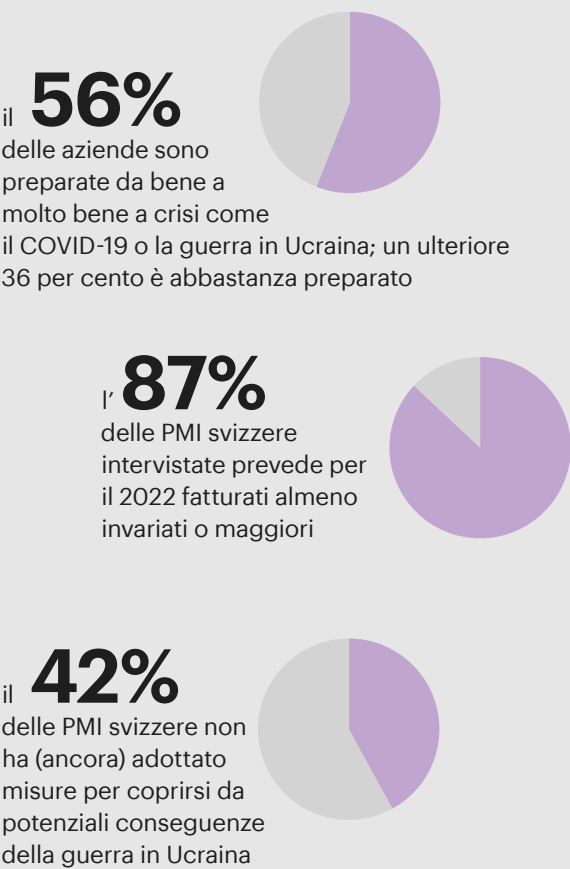 il 56%
delle aziende sono
preparate da bene a
molto bene a crisi come
il COVID-19 o la guerra in Ucraina; un ulteriore
36 per cento è abbastanza preparato
l’ 87%
delle PMI svizzere
intervistate prevede per
il 2022 fatturati almeno
invariati o maggiori
il 42%
delle PMI svizzere non
ha (ancora) adottato
misure per coprirsi da
potenziali conseguenze
della guerra in Ucraina